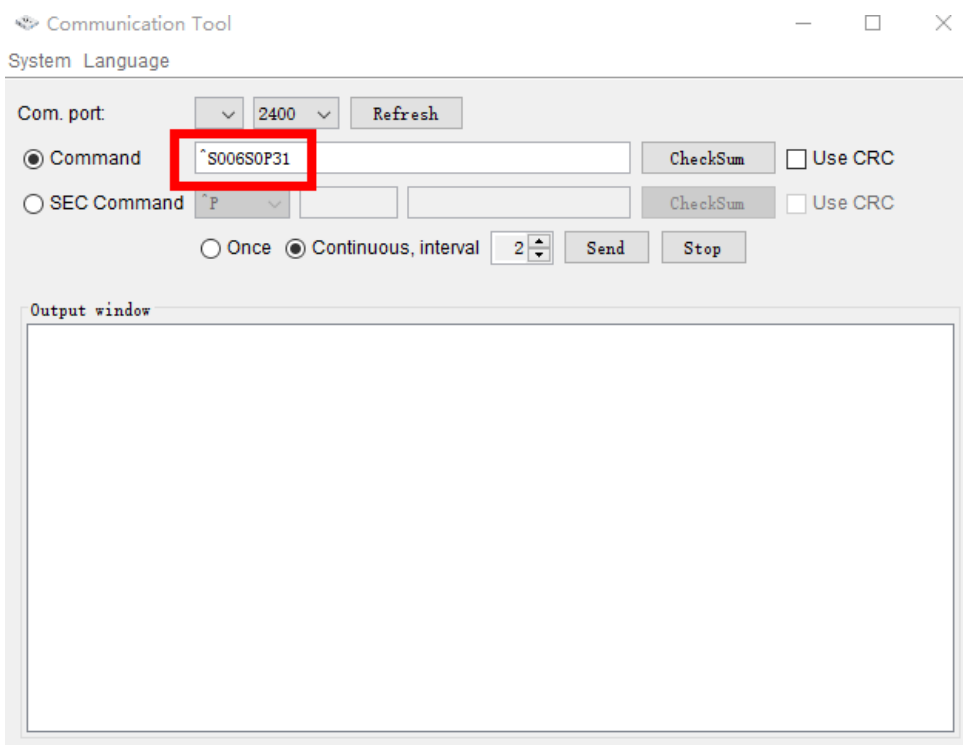 Communication Tool
System Language
Com. port: 2400 Refresh
Command ^S006S0P31 CheckSum Use CRC
SEC Command ^P CheckSum Use CRC
Once Continuous, interval 2 Send Stop
Output window